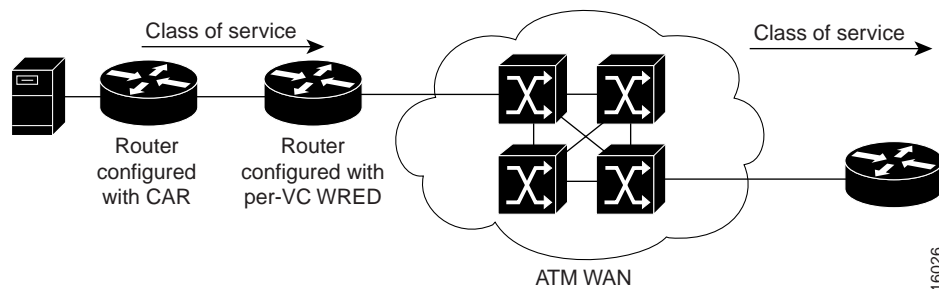 Class of service
Class of service
Router
configured
with CAR
Router
configured with
per-VC WRED
ATM WAN
16026